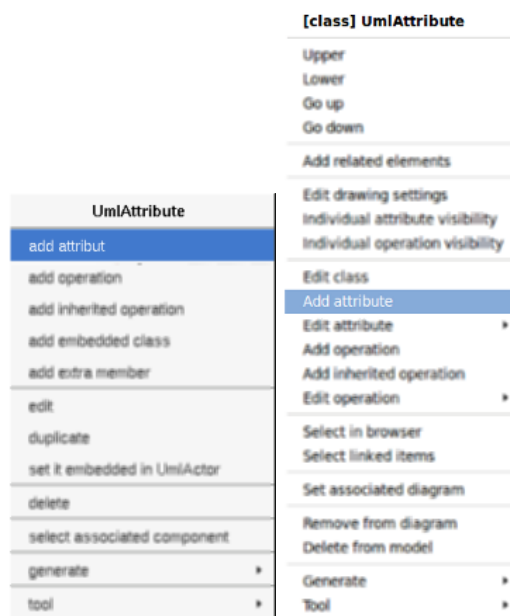 UmlAttribute
add attribut
add operation
add inherited operation
add embedded class
add extra member
edit
duplicate
set it embedded in UmlActor
delete
select associated component
generate
tool
[class] UmlAttribute
Upper
Lower
Go up
Go down
Add related elements
Edit drawing settings
Individual attribute visibility
Individual operation visibility
Edit class
Add attribute
Edit attribute
Add operation
Add inherited operation
Edit operation
Select in browser
Select linked items
Set associated diagram
Remove from diagram
Delete from model
Generate
Tool